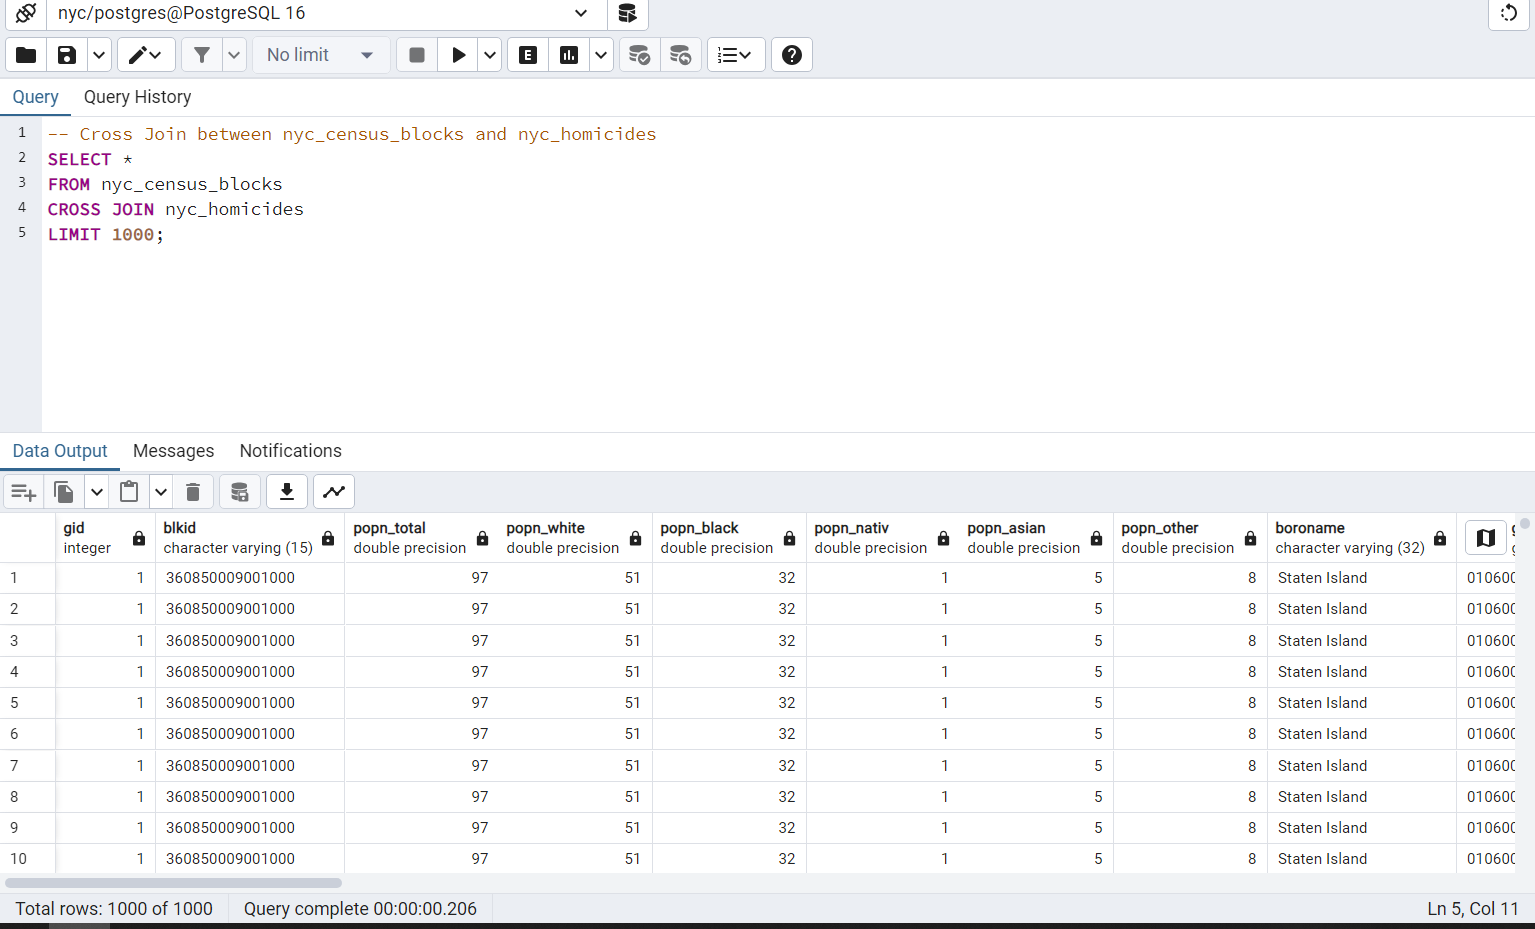 nyc/postgres@PostgreSQL 16
No limit
E
Query Query History
1 -- Cross Join between nyc_census_blocks and nyc_homicides
2 SELECT *
3 FROM nyc_census_blocks
4 CROSS JOIN nyc_homicides
5 LIMIT 1000;
Data Output Messages Notifications
gid blkid popn_total popn_white popn_black popn_nativ popn_asian popn_other boroname
integer character varying (15) double precision double precision double precision double precision double precision double precision character varying (32)
1 1 360850009001000 97 51 32 1 5 8 Staten Island 010600
2 1 360850009001000 97 51 32 1 5 8 Staten Island 010600
3 1 360850009001000 97 51 32 1 5 8 Staten Island 010600
4 1 360850009001000 97 51 32 1 5 8 Staten Island 010600
5 1 360850009001000 97 51 32 1 5 8 Staten Island 010600
6 1 360850009001000 97 51 32 1 5 8 Staten Island 010600
7 1 360850009001000 97 51 32 1 5 8 Staten Island 010600
8 1 360850009001000 97 51 32 1 5 8 Staten Island 010600
9 1 360850009001000 97 51 32 1 5 8 Staten Island 010600
10 1 360850009001000 97 51 32 1 5 8 Staten Island 010600
Total rows: 1000 of 1000 Query complete 00:00:00.206 Ln 5, Col 11